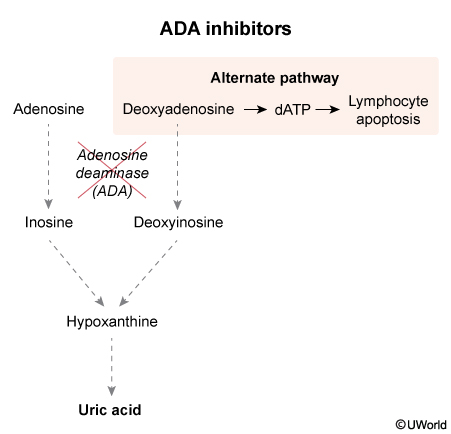 ADA inhibitors
Alternate pathway
Adenosine
Deoxyadenosine
dATP
Lymphocyte
apoptosis
Adenosine
deaminase
(ADA)
Inosine
Deoxyinosine
Hypoxanthine
Uric acid
©UWorld